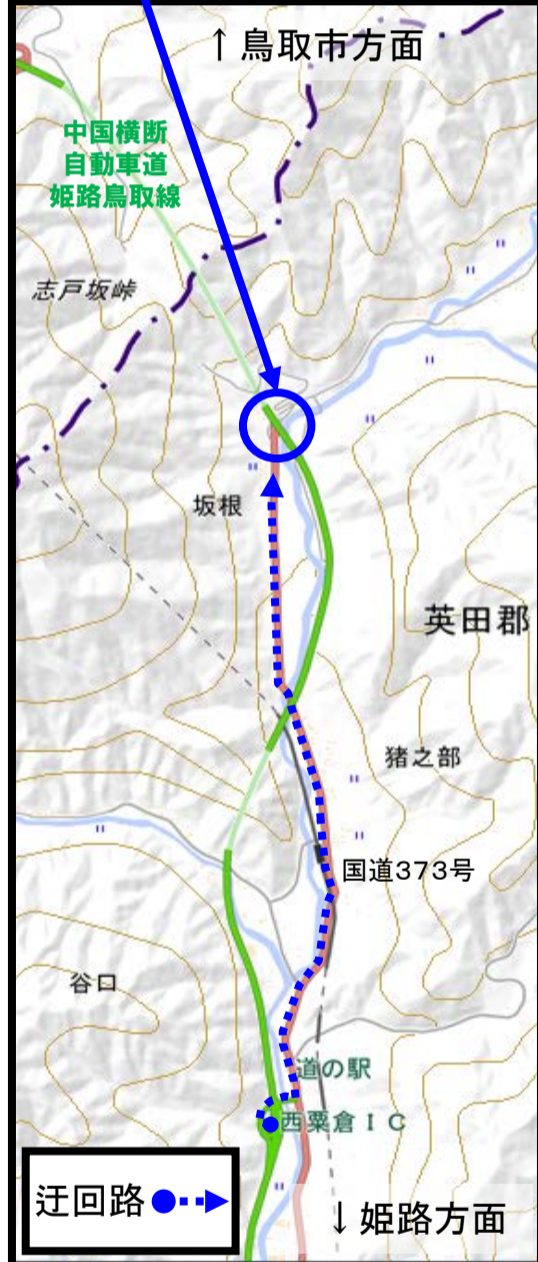 ↑鳥取市方面
中国横断
自動車道
姫路鳥取線
志戸坂峠
坂根
英田郡
猪之部
国道373号
谷口
道の駅
西粟倉IC
迂回路
↓姫路方面